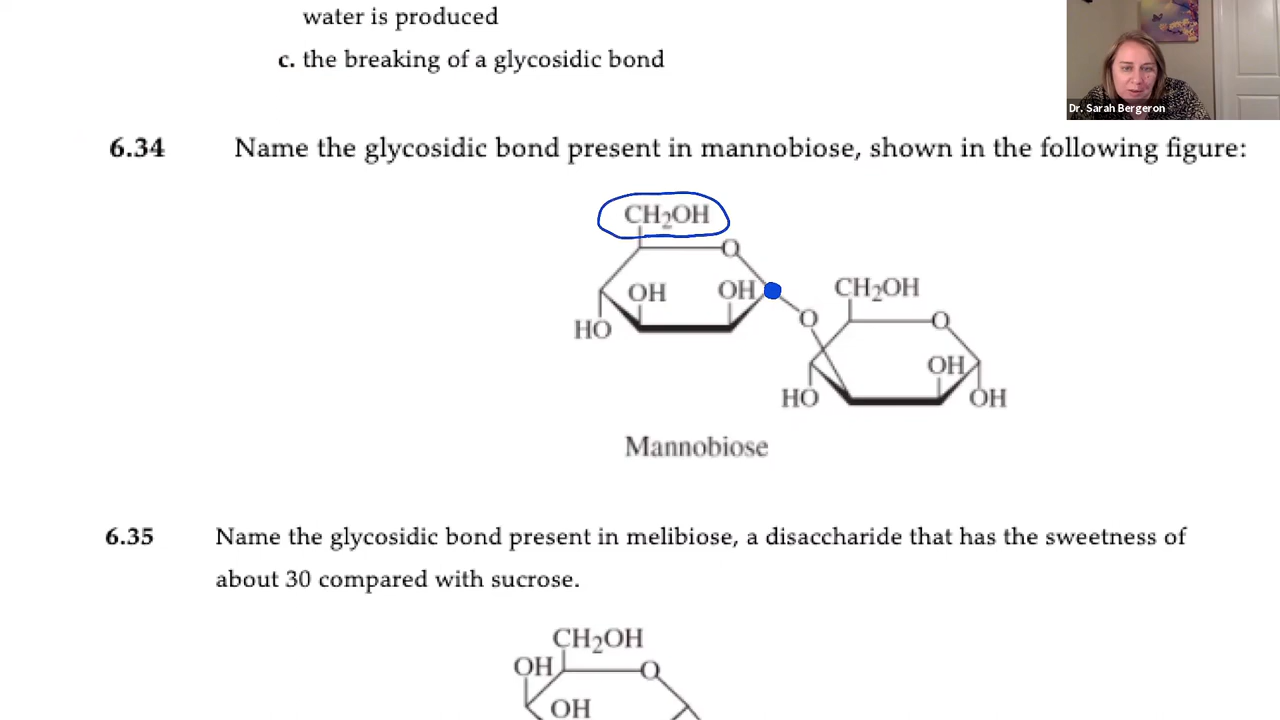 water is produced
c. the breaking of a glycosidic bond
Dr. Sarah Bergeron
6.34 Name the glycosidic bond present in mannobiose, shown in the following figure:
CH₂OH
O
OH OH
HO
O
CH₂OH
O
OH
HO OH
Mannobiose
6.35 Name the glycosidic bond present in melibiose, a disaccharide that has the sweetness of
about 30 compared with sucrose.
CH₂OH
OH O
OH